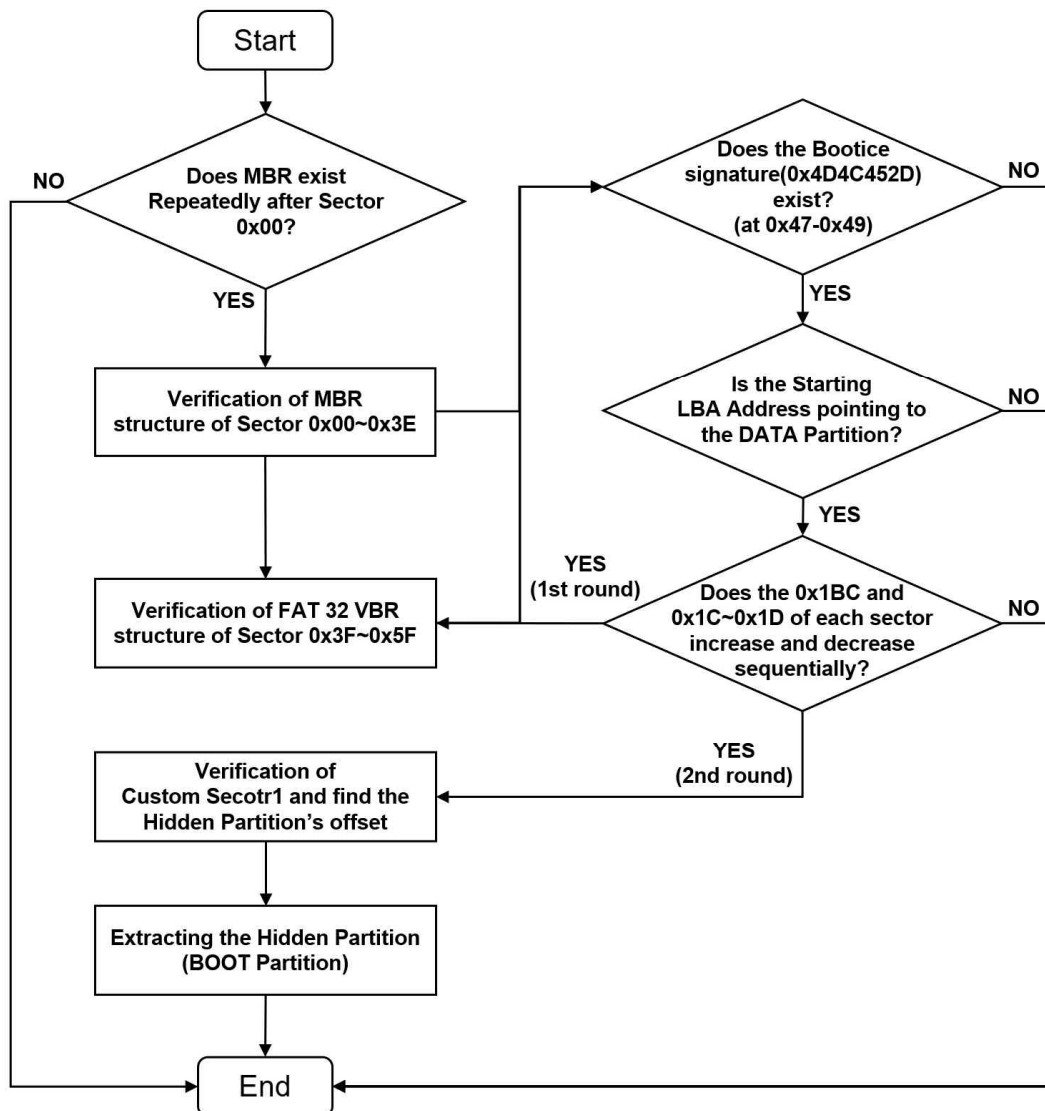 Start
Does MBR exist
Repeatedly after Sector
0x00?
NO
YES
Verification of MBR
structure of Sector 0x00~0x3E
Verification of FAT 32 VBR
structure of Sector 0x3F~0x5F
Does the Bootice
signature(0x4D4C452D)
exist?
(at 0x47-0x49)
NO
YES
Is the Starting
LBA Address pointing to
the DATA Partition?
NO
YES
Does the 0x1BC and
0x1C~0x1D of each sector
increase and decrease
sequentially?
NO
YES
(1st round)
YES
(2nd round)
Verification of
Custom Secotr1 and find the
Hidden Partition’s offset
Extracting the Hidden Partition
(BOOT Partition)
End